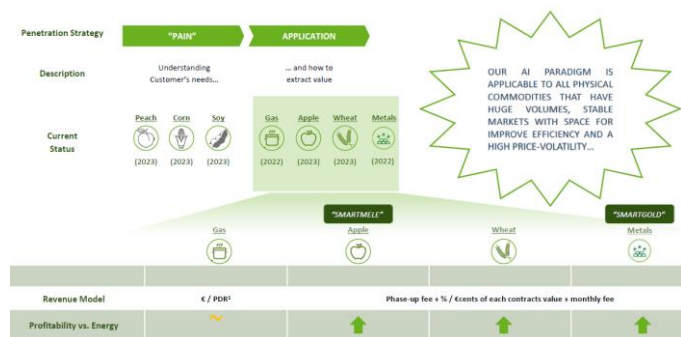 Penetration Strategy
"PAIN"
APPLICATION
Description
Understanding
Customer's needs...
... and how to
extract value
OUR AI PARADIGM IS
APPLICABLE TO ALL PHYSICAL
COMMODITIES THAT HAVE
HUGE VOLUMES, STABLE
MARKETS WITH SPACE FOR
IMPROVE EFFICIENCY AND A
HIGH PRICE-VOLATILITY...
Current
Status
Peach Corn Soy
(2023) (2023) (2023)
Gas Apple Wheat Metals
(2022) (2023) (2023) (2022)
"SMARTMELE"
"SMARTGOLD"
Gas
Apple
Wheat
Metals
Revenue Model
€ / PDR¹
Phase-up fee + % / €cents of each contracts value + monthly fee
Profitability vs. Energy
~